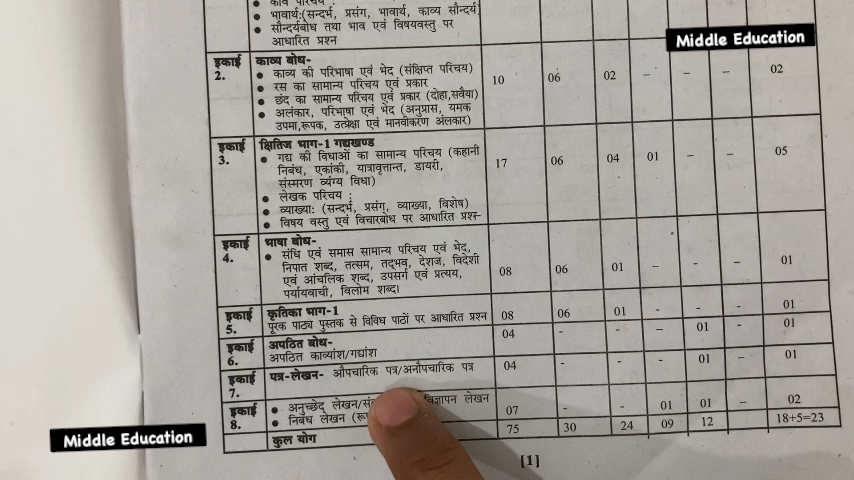 भावार्थ:(सन्दर्भ, प्रसंग, भावार्थ, काव्य सौन्दर्य)
सौन्दर्यबोध तथा भाव एवं विषयवस्तु पर
आधारित प्रश्न
Middle Education
इकाई 2. काव्य बोध-
काव्य की परिभाषा एवं भेद (संक्षिप्त परिचय)
रस का सामान्य परिचय एवं प्रकार
छंद का सामान्य परिचय एवं प्रकार (दोहा,सवैया)
अलंकार, परिभाषा एवं भेद (अनुप्रास, यमक
उपमा,रूपक, उत्प्रेक्षा एवं मानवीकरण अंलकार)
10 06 02 – – – 02
इकाई 3. क्षितिज भाग-1 गद्यखण्ड
गद्य की विधाओं का सामान्य परिचय (कहानी
निबंध, एकांकी, यात्रावृत्तान्त, डायरी,
संस्मरण व्यंग्य विधा)
लेखक परिचय :
व्याख्या: (सन्दर्भ, प्रसंग, व्याख्या, विशेष)
विषय वस्तु एवं विचारबोध पर आधारित प्रश्न
17 06 04 01 – – 05
इकाई 4. भाषा बोध-
संधि एवं समास सामान्य परिचय एवं भेद,
निपात शब्द, तत्सम, तद्भव, देशज, विदेशी
एवं आंचलिक शब्द, उपसर्ग एवं प्रत्यय,
पर्यायवाची, विलोम शब्द।
08 06 01 - - - 01
इकाई 5. कृतिका भाग-1
पूरक पाठ्य पुस्तक से विविध पाठों पर आधारित प्रश्न
08 06 01 - - - 01
इकाई 6. अपठित बोध-
अपठित काव्यांश/गद्यांश
04 - - - 01 - 01
इकाई 7. पत्र-लेखन- औपचारिक पत्र/अनौपचारिक पत्र
04 - - - 01 – 01
इकाई 8. अनुच्छेद लेखन/ विज्ञापन लेखन
निबंध लेखन
07 - - 01 01 – 02
कुल योग 75 30 24 09 12 18+5=23
Middle Education
[1]